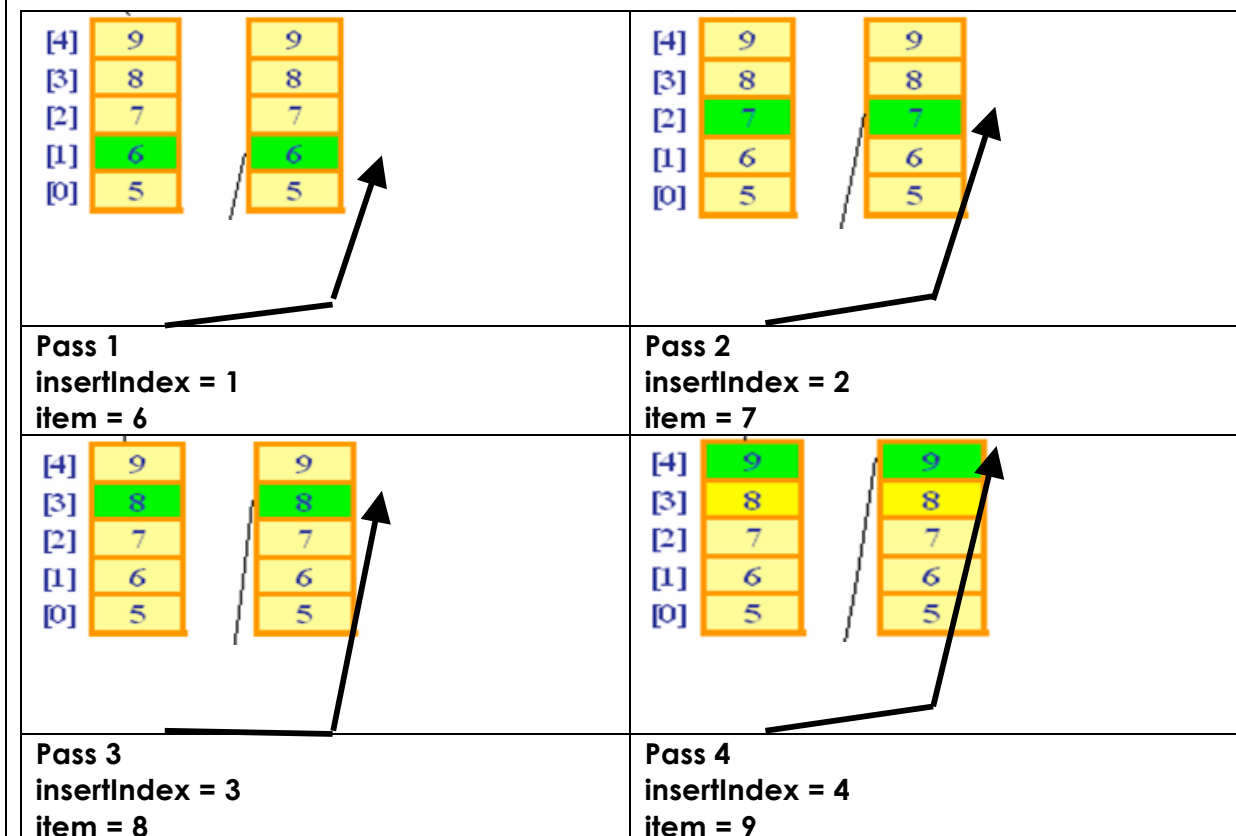 [4] 9 9
[3] 8 8
[2] 7 7
[1] 6 6
[0] 5 5
Pass 1
insertIndex = 1
item = 6
[4] 9 9
[3] 8 8
[2] 7 7
[1] 6 6
[0] 5 5
Pass 2
insertIndex = 2
item = 7
[4] 9 9
[3] 8 8
[2] 7 7
[1] 6 6
[0] 5 5
Pass 3
insertIndex = 3
item = 8
[4] 9 9
[3] 8 8
[2] 7 7
[1] 6 6
[0] 5 5
Pass 4
insertIndex = 4
item = 9